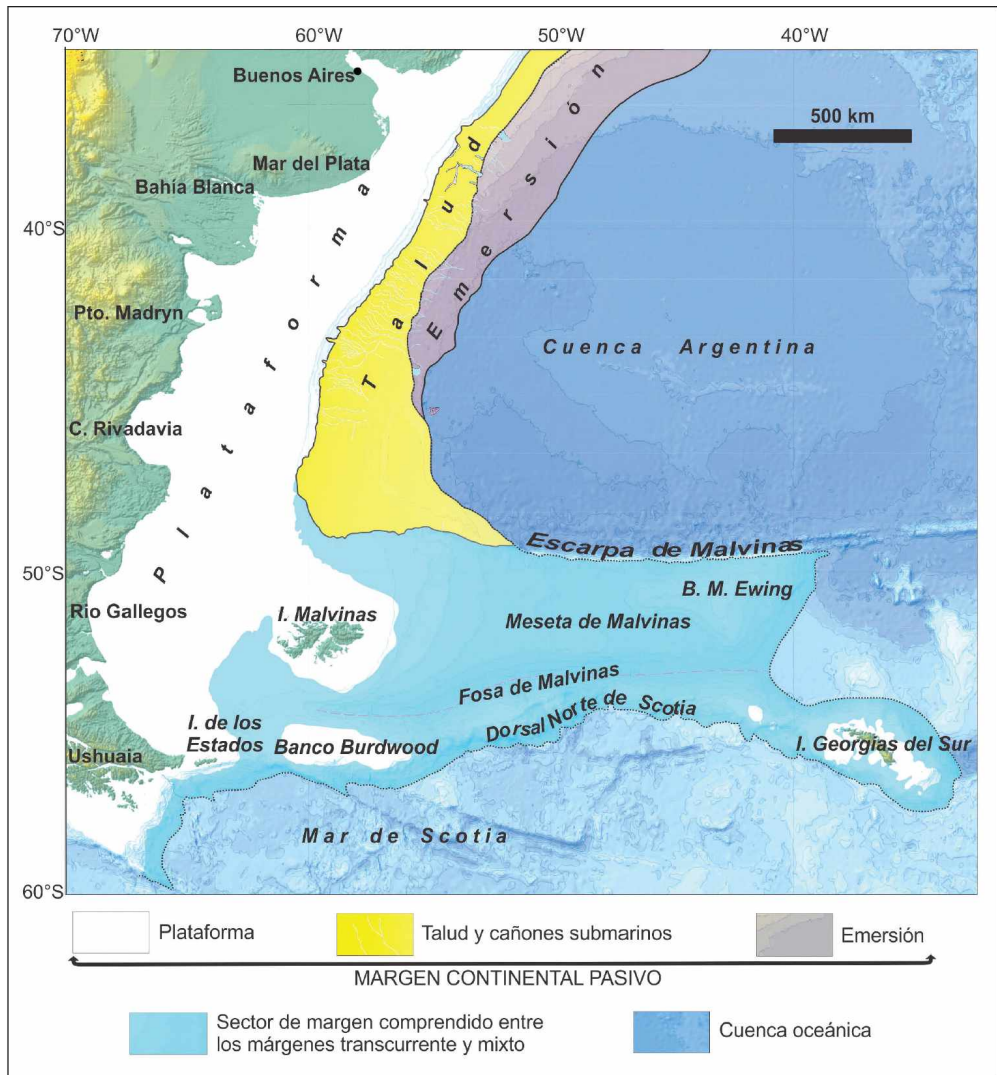 70°W 60°W 50°W 40°W
Buenos Aires
500 km
Mar del Plata
Bahía Blanca
40°S
Pto. Madryn
C. Rivadavia
Plataforma
Talud
Emersión
Cuenca Argentina
Escarpa de Malvinas
50°S
B. M. Ewing
Río Gallegos
I. Malvinas
Meseta de Malvinas
Fosa de Malvinas
Dorsal Norte de Scotia
I. de los
Estados
Banco Burdwood
Ushuaia
I. Georgias del Sur
Mar de Scotia
60°S
Plataforma
Talud y cañones submarinos
Emersión
MARGEN CONTINENTAL PASIVO
Sector de margen comprendido entre
los márgenes transcurrente y mixto
Cuenca oceánica